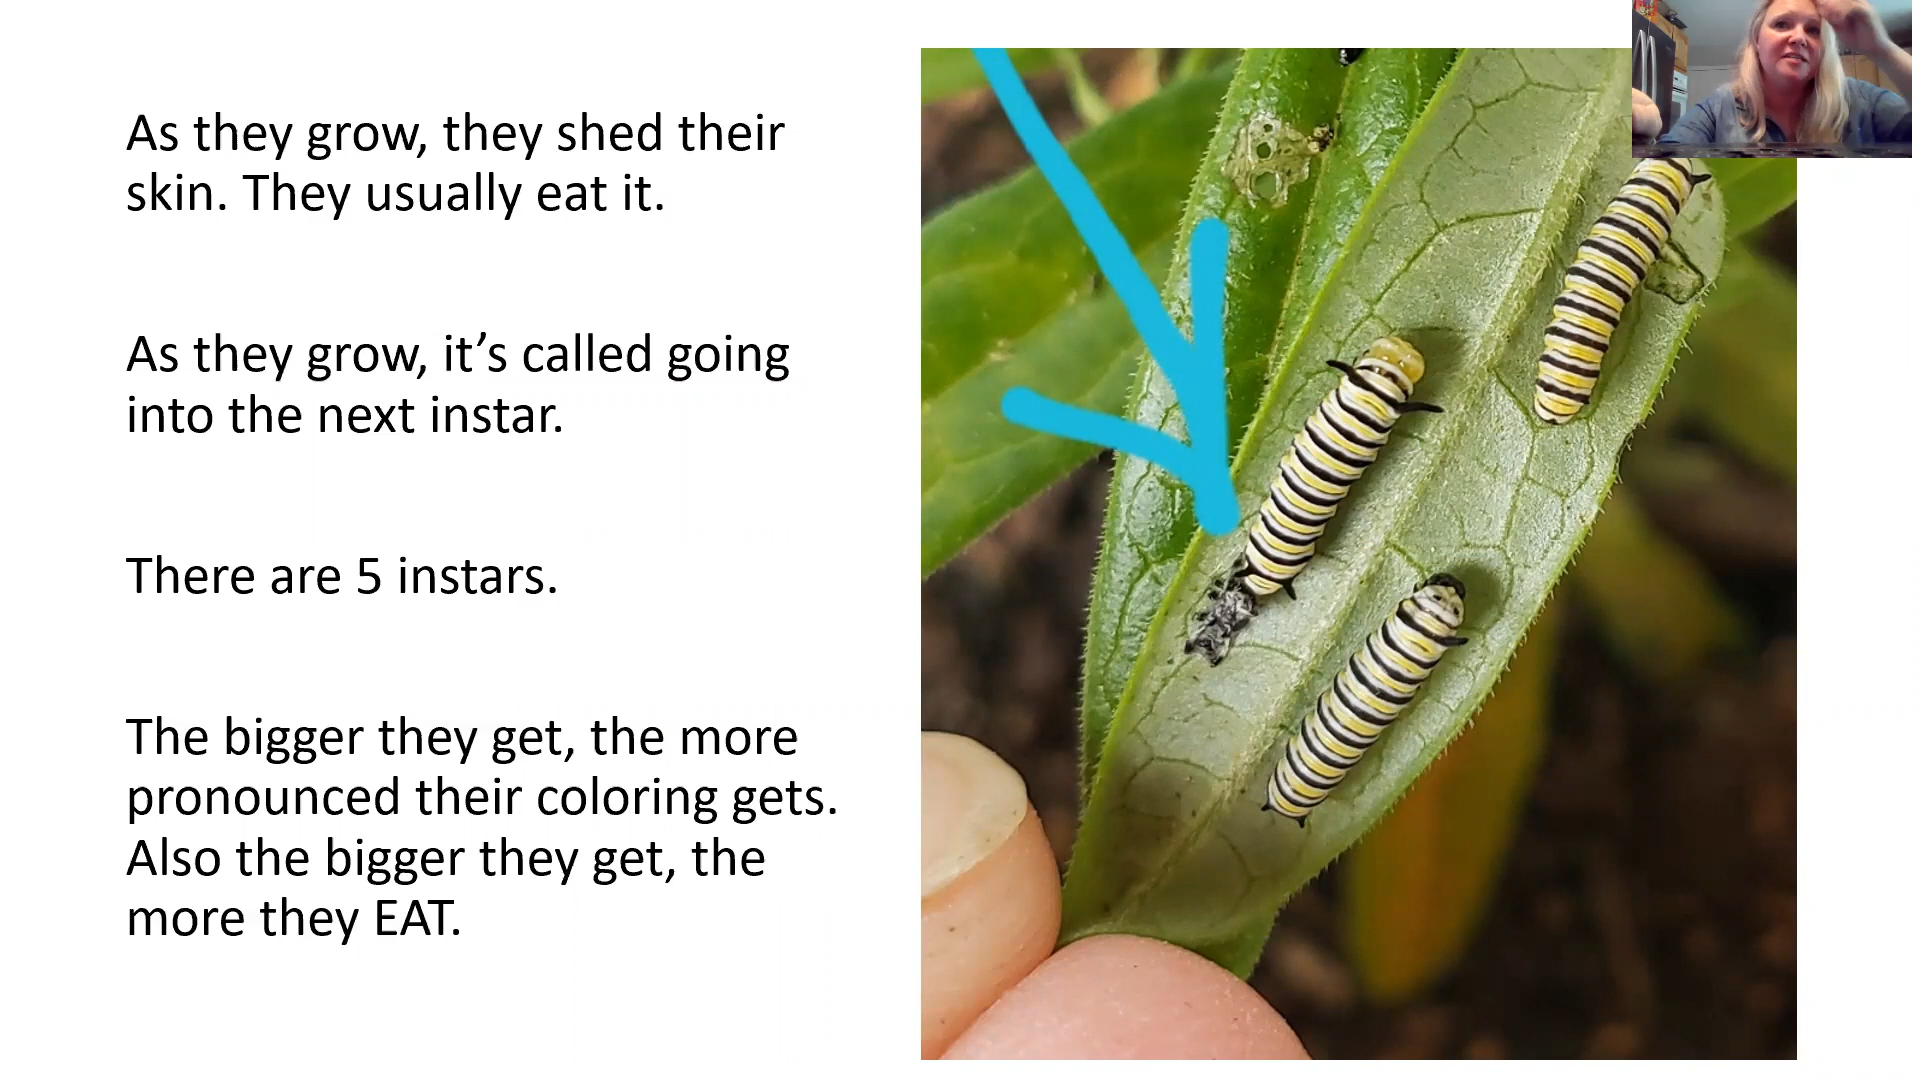 As they grow, they shed their
skin. They usually eat it.
As they grow, it’s called going
into the next instar.
There are 5 instars.
The bigger they get, the more
pronounced their coloring gets.
Also the bigger they get, the
more they EAT.